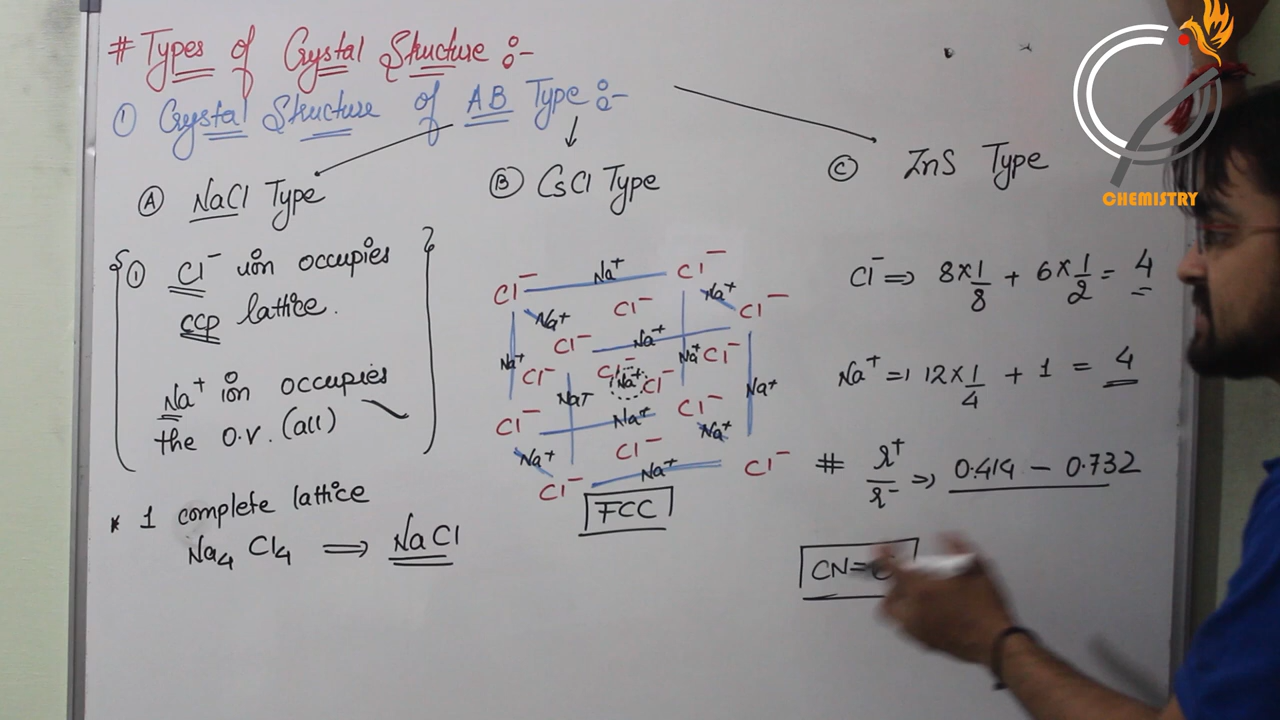 # Types of Crystal Structure :-
① Crystal Structure of AB Type :-
Ⓐ NaCl Type
Ⓑ CsCl Type
Ⓒ ZnS Type
CHEMISTRY
① Cl⁻ ion occupies
ccp lattice.
Na⁺ ion occupies
the O.V. (all)
* 1 complete lattice
Na₄ Cl₄ ⇒ NaCl
Cl⁻ Na⁺ Cl⁻
Na⁺ Cl⁻ Na⁺ Cl⁻
Cl⁻ Na⁺
Na⁺ Cl⁻ Cl⁻ Na⁺ Cl⁻ Na⁺ Cl⁻
Na⁺ Na⁺
Cl⁻ Na⁺ Cl⁻
Na⁺ Cl⁻ Na⁺
Cl⁻ Na⁺ Cl⁻
FCC
Cl⁻ ⇒ 8×1/8 + 6×1/2 = 4
Na⁺ ⇒ 12×1/4 + 1 = 4
# r⁺/r⁻ ⇒ 0.414 - 0.732
CN=